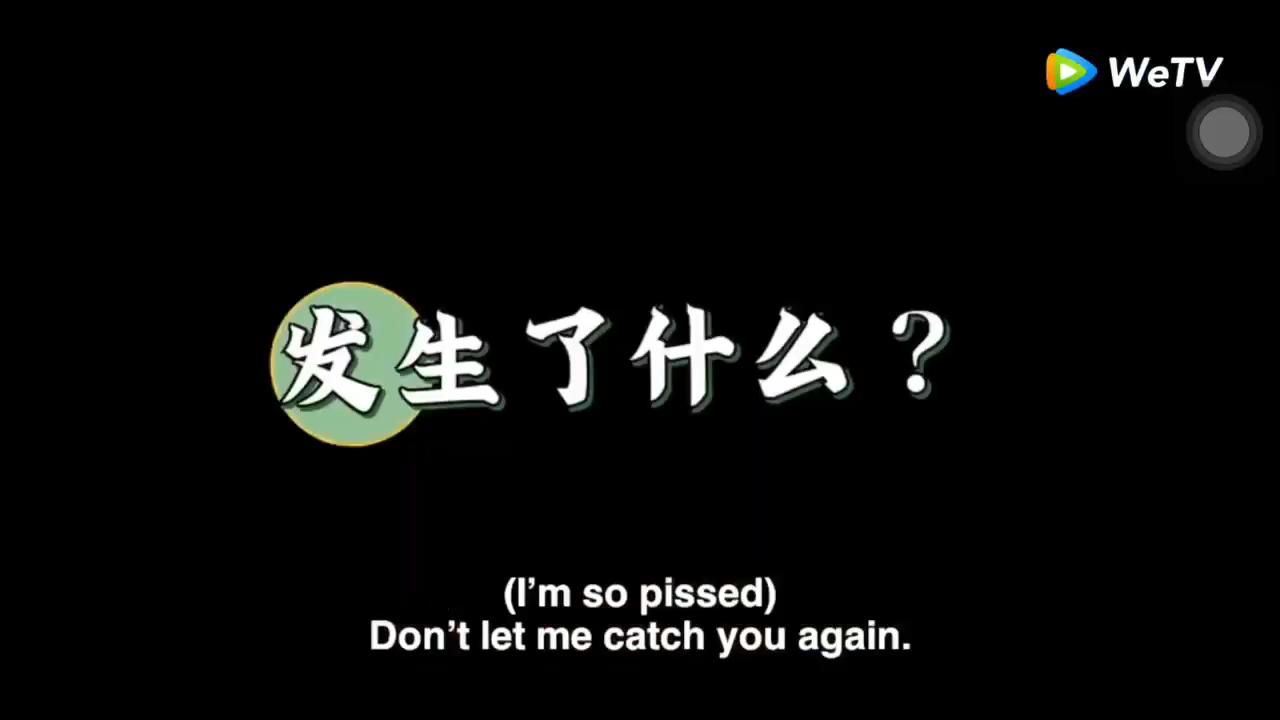 WeTV
发生了什么？
(I’m so pissed)
Don’t let me catch you again.